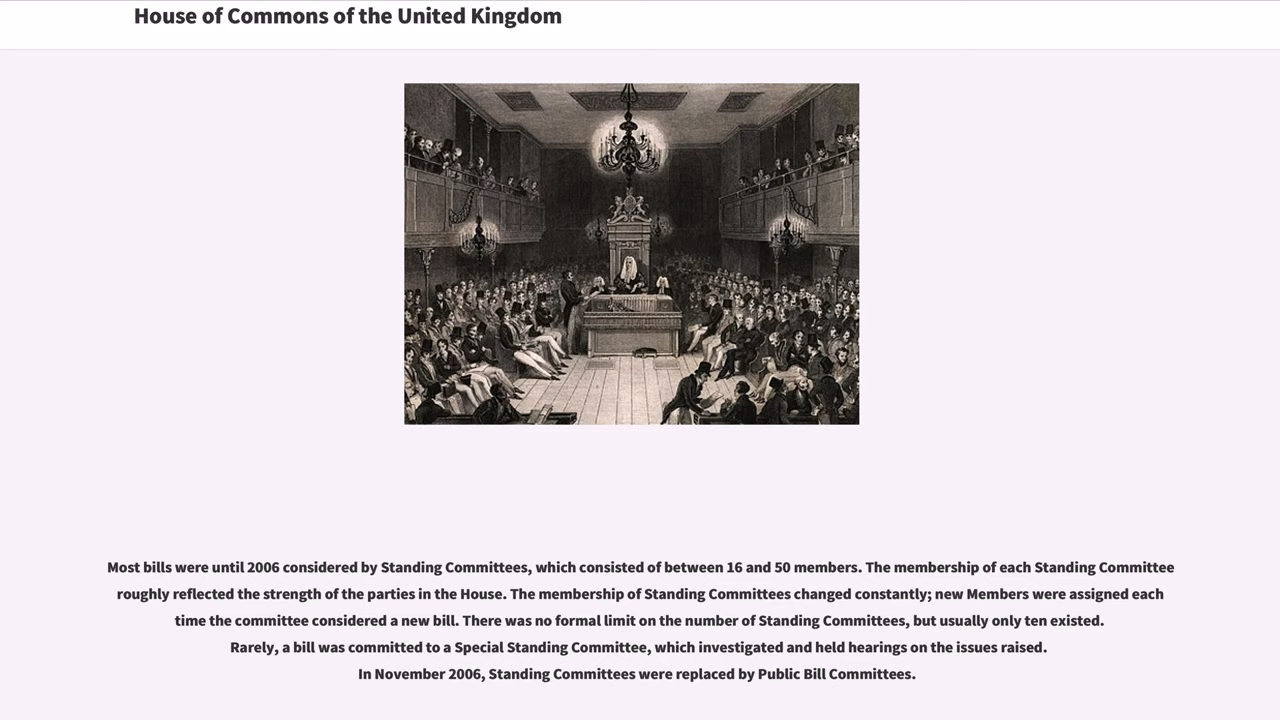 House of Commons of the United Kingdom
Most bills were until 2006 considered by Standing Committees, which consisted of between 16 and 50 members. The membership of each Standing Committee
roughly reflected the strength of the parties in the House. The membership of Standing Committees changed constantly; new Members were assigned each
time the committee considered a new bill. There was no formal limit on the number of Standing Committees, but usually only ten existed.
Rarely, a bill was committed to a Special Standing Committee, which investigated and held hearings on the issues raised.
In November 2006, Standing Committees were replaced by Public Bill Committees.